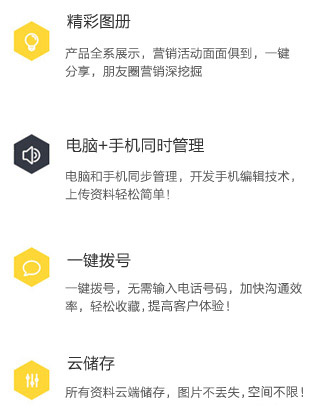 精彩图册
产品全系展示，营销活动面面俱到，一键
分享，朋友圈营销深挖掘
电脑+手机同时管理
电脑和手机同步管理，开发手机编辑技术，
上传资料轻松简单！
一键拨号
一键拨号，无需输入电话号码，加快沟通效
率，轻松收藏，提高客户体验！
云储存
所有资料云端储存，图片不丢失，空间不限！